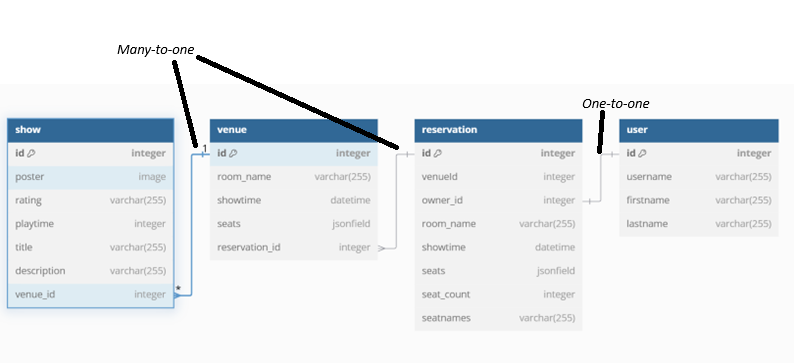 Many-to-one
One-to-one
show
id integer
poster image
rating varchar(255)
playtime integer
title varchar(255)
description varchar(255)
venue_id integer
*
1
venue
id integer
room_name varchar(255)
showtime datetime
seats jsonfield
reservation_id integer
reservation
id integer
venueId integer
owner_id integer
room_name varchar(255)
showtime datetime
seats jsonfield
seat_count integer
seatnames varchar(255)
user
id integer
username varchar(255)
firstname varchar(255)
lastname varchar(255)